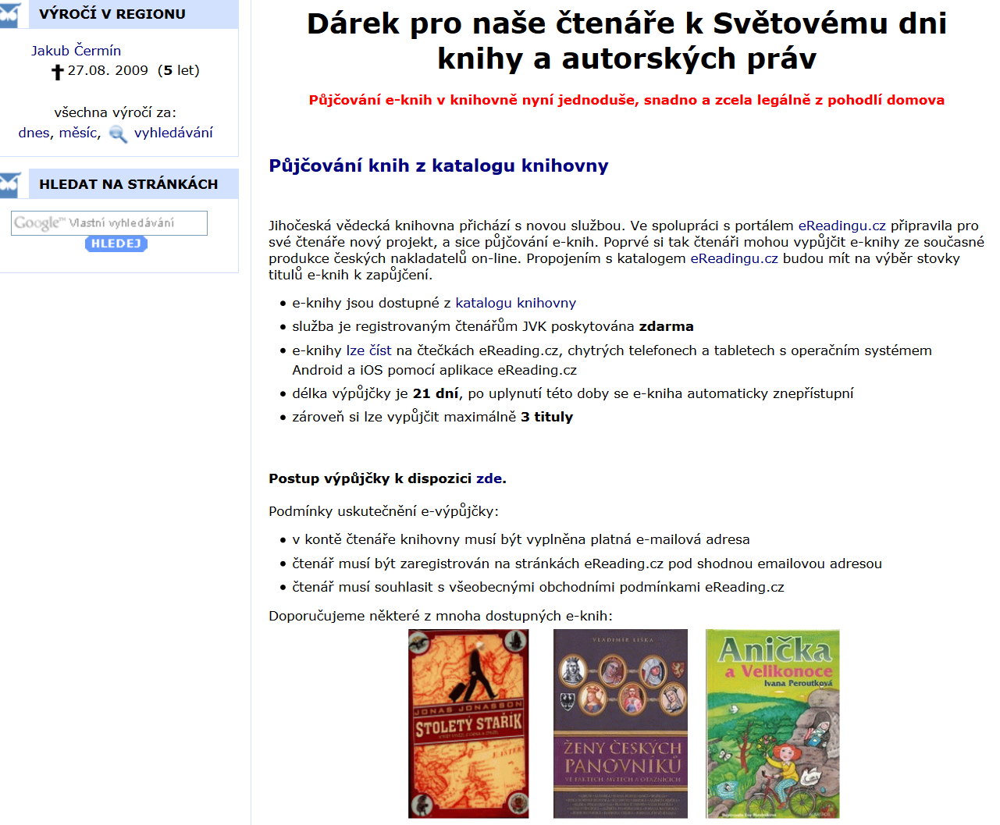 VÝROČÍ V REGIONU
Jakub Čermín
27.08. 2009 (5 let)
všechna výročí za:
dnes, měsíc, vyhledávání
HLEDAT NA STRÁNKÁCH
Google™ Vlastní vyhledávání
HLEDEJ
Dárek pro naše čtenáře k Světovému dni
knihy a autorských práv
Půjčování e-knih v knihovně nyní jednoduše, snadno a zcela legálně z pohodlí domova
Půjčování knih z katalogu knihovny
Jihočeská vědecká knihovna přichází s novou službou. Ve spolupráci s portálem eReadingu.cz připravila pro
své čtenáře nový projekt, a sice půjčování e-knih. Poprvé si tak čtenáři mohou vypůjčit e-knihy ze současné
produkce českých nakladatelů on-line. Propojením s katalogem eReadingu.cz budou mít na výběr stovky
titulů e-knih k zapůjčení.
e-knihy jsou dostupné z katalogu knihovny
služba je registrovaným čtenářům JVK poskytována zdarma
e-knihy lze číst na čtečkách eReading.cz, chytrých telefonech a tabletech s operačním systémem
Android a iOS pomocí aplikace eReading.cz
délka výpůjčky je 21 dní, po uplynutí této doby se e-kniha automaticky znepřístupní
zároveň si lze vypůjčit maximálně 3 tituly
Postup výpůjčky k dispozici zde.
Podmínky uskutečnění e-výpůjčky:
v kontě čtenáře knihovny musí být vyplněna platná e-mailová adresa
čtenář musí být zaregistrován na stránkách eReading.cz pod shodnou emailovou adresou
čtenář musí souhlasit s všeobecnými obchodními podmínkami eReading.cz
Doporučujeme některé z mnoha dostupných e-knih:
JONAS JONASSON
STOLETÝ STAŘÍK
VLADIMÍR LIŠKA
ŽENY ČESKÝCH
PANOVNÍKŮ
VE FAKTECH, MÝTECH A OTAZNÍCÍCH
Anička
a Velikonoce
Ivana Peroutková
ALBATROS